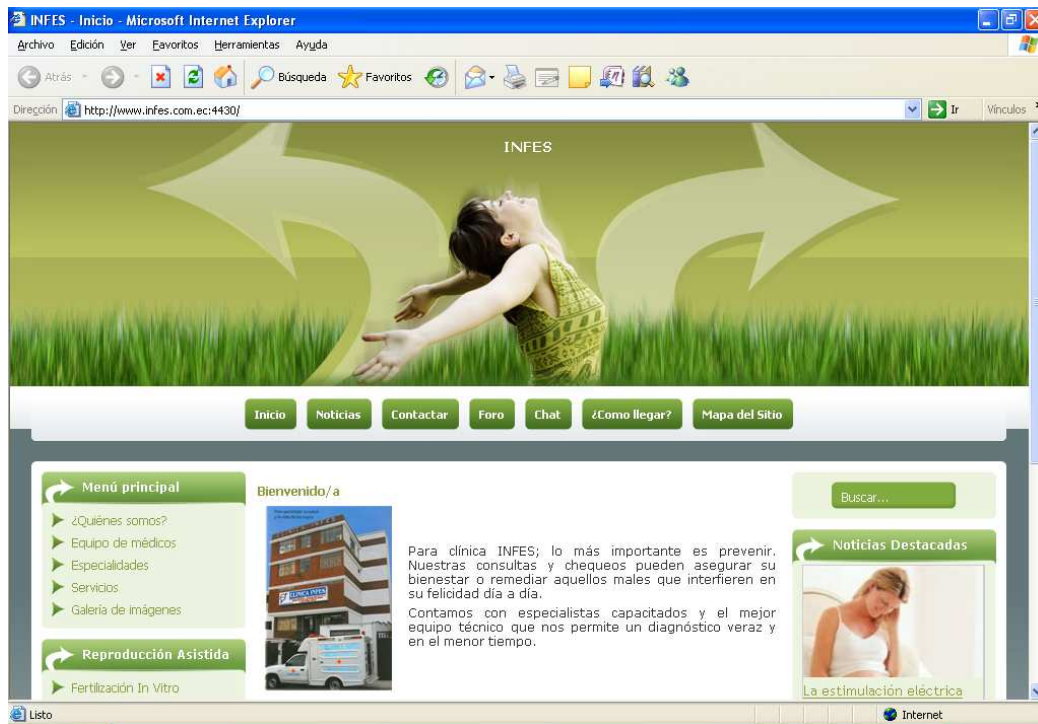 INFES - Inicio - Microsoft Internet Explorer
Archivo Edición Ver Favoritos Herramientas Ayuda
Atrás Búsqueda Favoritos
Dirección http://www.infes.com.ec:4430/ Ir Vínculos
INFES
Inicio Noticias Contactar Foro Chat ¿Como llegar? Mapa del Sitio
Menú principal
¿Quiénes somos?
Equipo de médicos
Especialidades
Servicios
Galería de imágenes
Reproducción Asistida
Fertilización In Vitro
Bienvenido/a
CLINICA INFES
Para clínica INFES; lo más importante es prevenir.
Nuestras consultas y chequeos pueden asegurar su
bienestar o remediar aquellos males que interfieren en
su felicidad día a día.
Contamos con especialistas capacitados y el mejor
equipo técnico que nos permite un diagnóstico veraz y
en el menor tiempo.
Buscar...
Noticias Destacadas
La estimulación eléctrica
Listo Internet